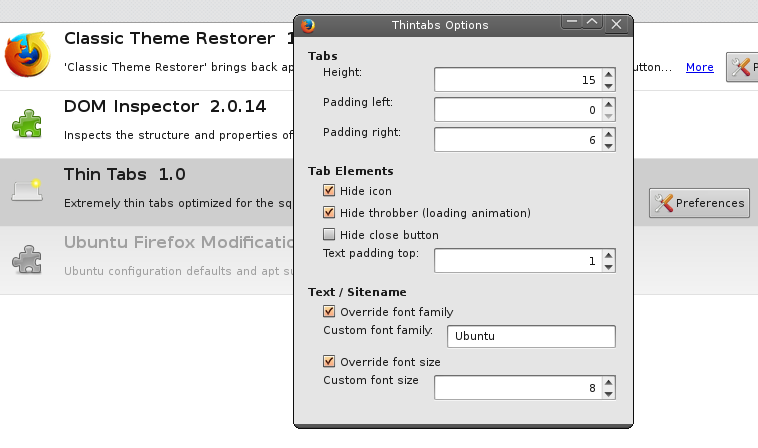 Thintabs Options
Classic Theme Restorer 1
'Classic Theme Restorer' brings back ap
utton... More
DOM Inspector 2.0.14
Inspects the structure and properties of
Thin Tabs 1.0
Extremely thin tabs optimized for the sq
Preferences
Ubuntu Firefox Modificatio
Ubuntu configuration defaults and apt su
Tabs
Height: 15
Padding left: 0
Padding right: 6
Tab Elements
Hide icon
Hide throbber (loading animation)
Hide close button
Text padding top: 1
Text / Sitename
Override font family
Custom font family: Ubuntu
Override font size
Custom font size 8